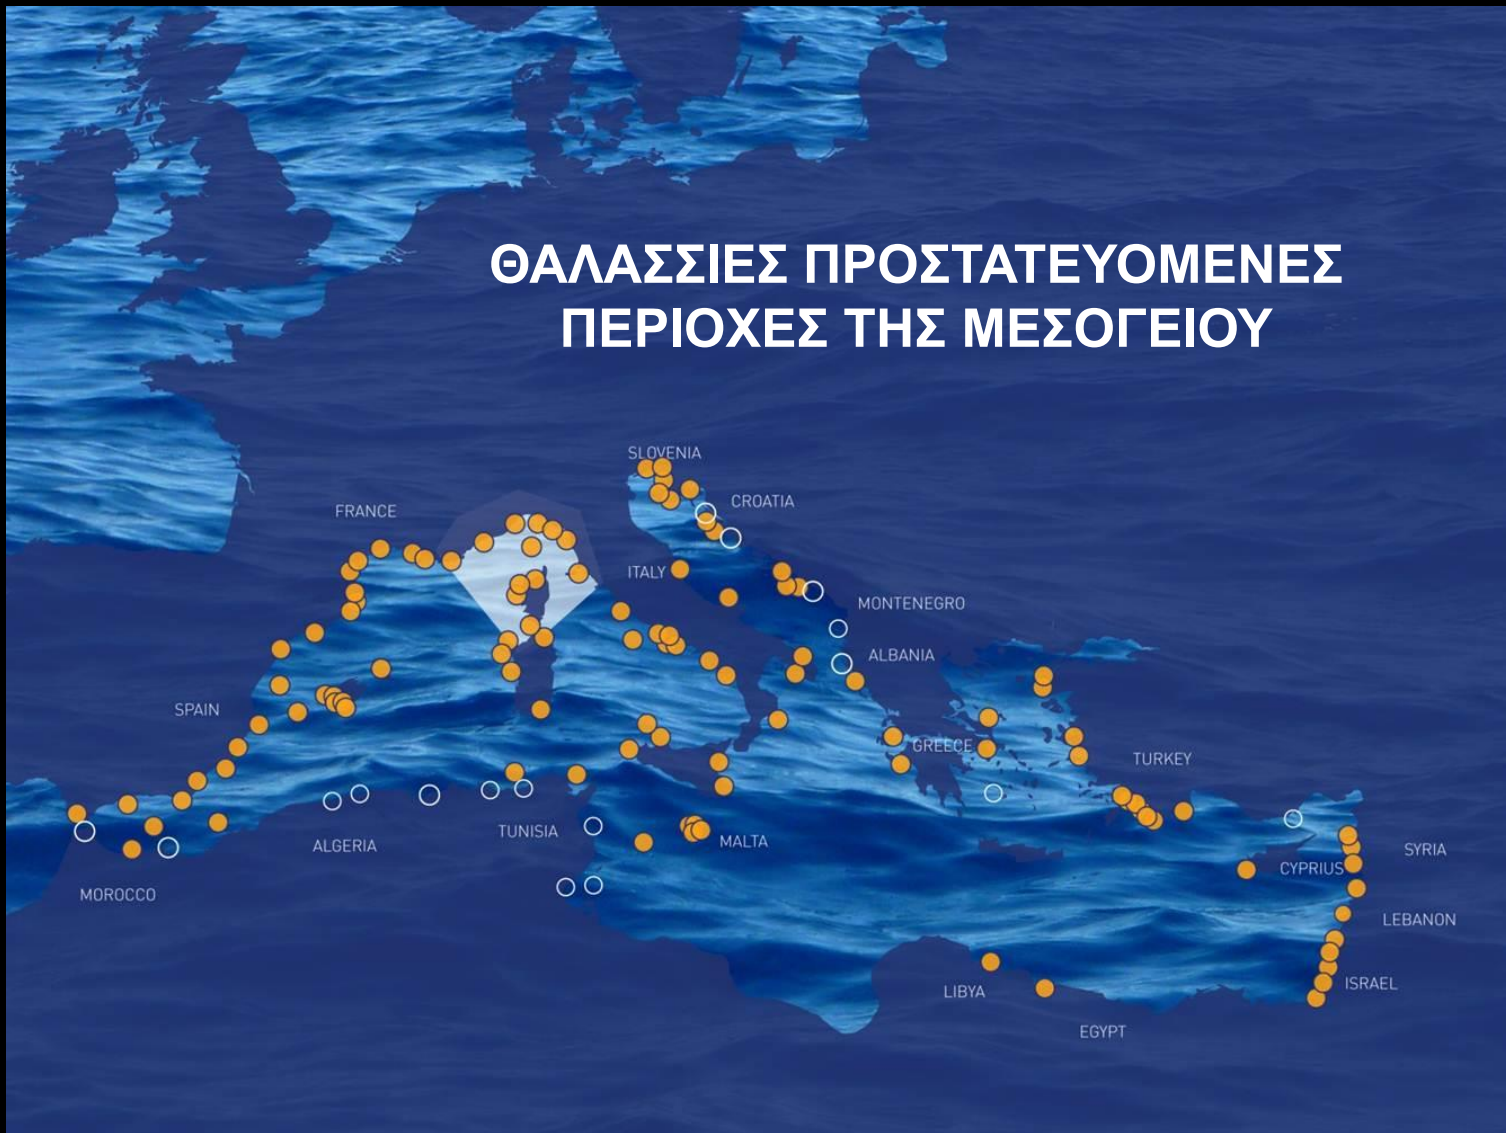 ΘΑΛΑΣΣΙΕΣ ΠΡΟΣΤΑΤΕΥΟΜΕΝΕΣ
ΠΕΡΙΟΧΕΣ ΤΗΣ ΜΕΣΟΓΕΙΟΥ
SLOVENIA
CROATIA
FRANCE
ITALY
MONTENEGRO
ALBANIA
SPAIN
GREECE
TURKEY
TUNISIA
MALTA
ALGERIA
SYRIA
CYPRIUS
MOROCCO
LEBANON
ISRAEL
LIBYA
EGYPT